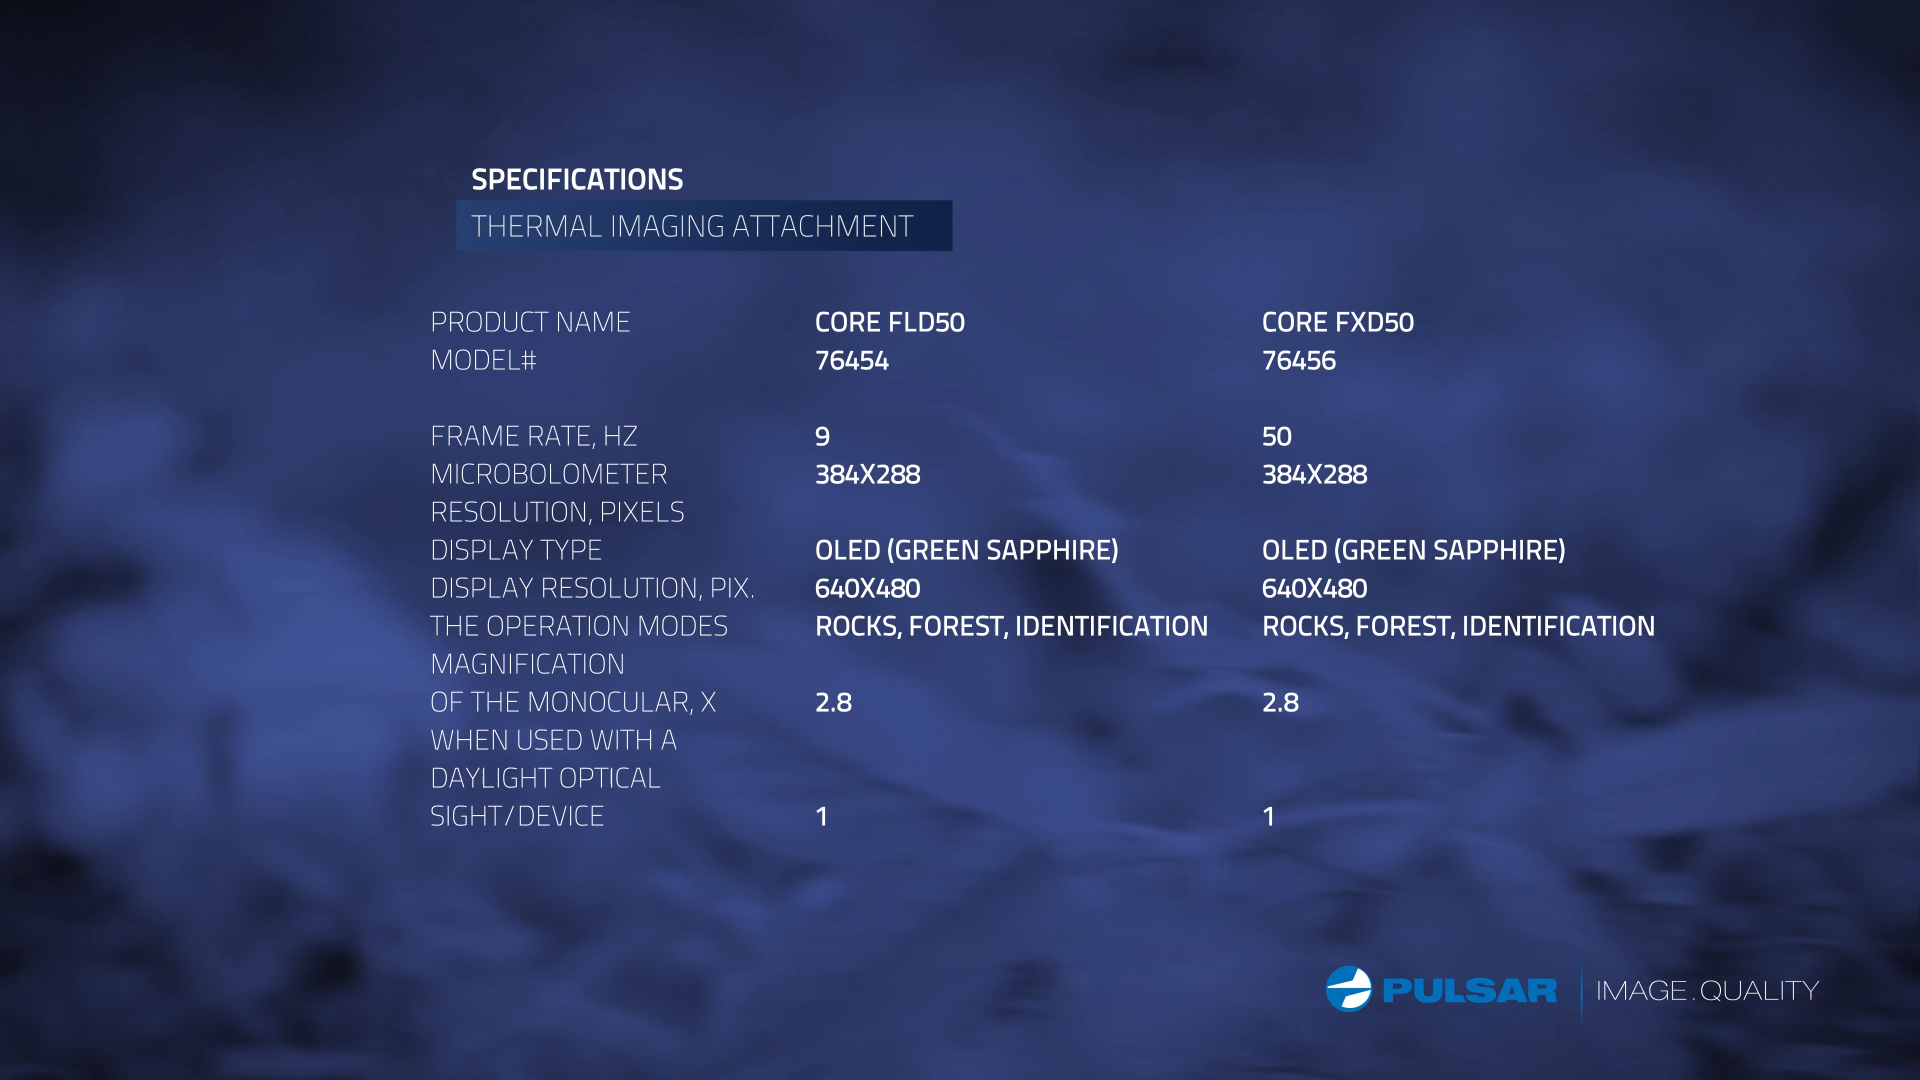 SPECIFICATIONS
THERMAL IMAGING ATTACHMENT
PRODUCT NAME CORE FLD50 CORE FXD50
MODEL# 76454 76456
FRAME RATE, HZ 9 50
MICROBOLOMETER 384X288 384X288
RESOLUTION, PIXELS
DISPLAY TYPE OLED (GREEN SAPPHIRE) OLED (GREEN SAPPHIRE)
DISPLAY RESOLUTION, PIX. 640X480 640X480
THE OPERATION MODES ROCKS, FOREST, IDENTIFICATION ROCKS, FOREST, IDENTIFICATION
MAGNIFICATION
OF THE MONOCULAR, X 2.8 2.8
WHEN USED WITH A
DAYLIGHT OPTICAL
SIGHT/DEVICE 1 1
PULSAR IMAGE.QUALITY